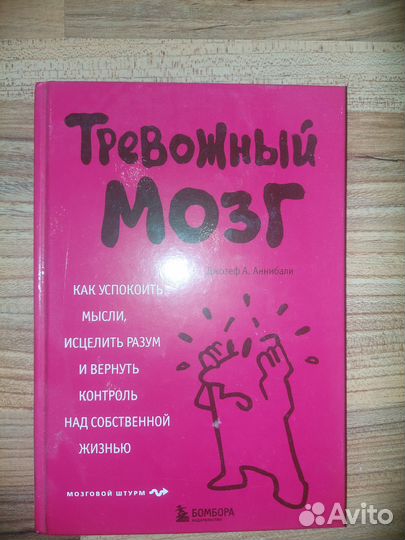 ТРЕВОЖНЫЙ
МОЗГ
Джозеф А. Аннибали
КАК УСПОКОИТЬ
МЫСЛИ,
ИСЦЕЛИТЬ РАЗУМ
И ВЕРНУТЬ
КОНТРОЛЬ
НАД СОБСТВЕННОЙ
ЖИЗНЬЮ
МОЗГОВОЙ ШТУРМ
БОМБОРА
ИЗДАТЕЛЬСТВО
Avito